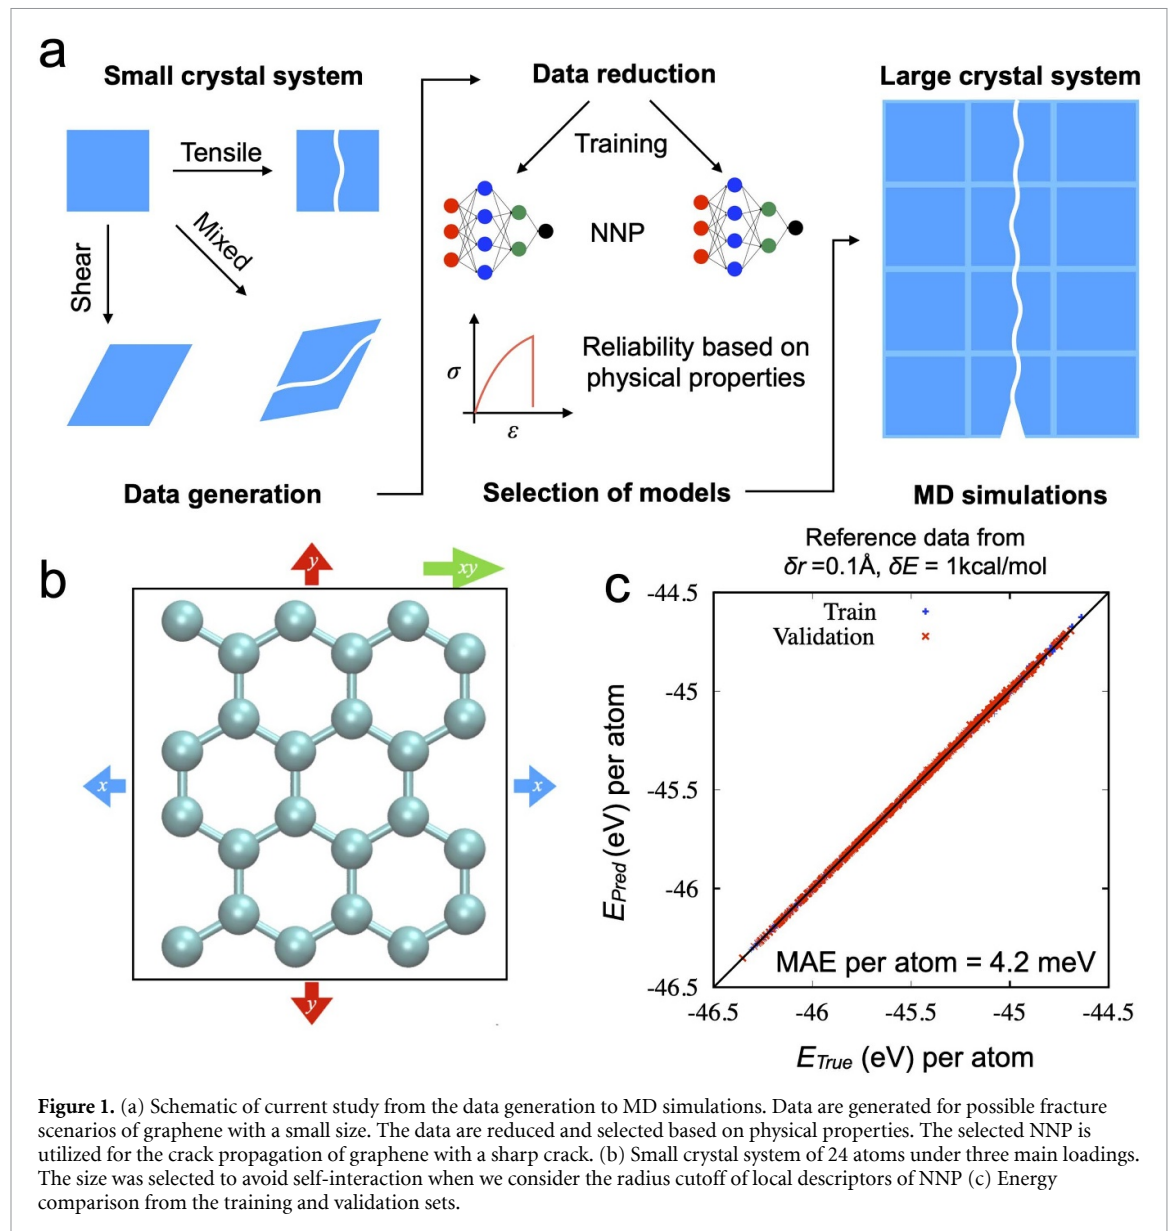 a
Small crystal system
Tensile
Mixed
Shear
Data generation
Data reduction
Training
NNP
σ
ε
Reliability based on
physical properties
Selection of models
Large crystal system
MD simulations
b
y
xy
x
x
y
c
Reference data from
δr =0.1Å, δE = 1kcal/mol
Train
Validation
-44.5
-45
-45.5
-46
-46.5
E_Pred (eV) per atom
MAE per atom = 4.2 meV
-46.5 -46 -45.5 -45 -44.5
E_True (eV) per atom
Figure 1. (a) Schematic of current study from the data generation to MD simulations. Data are generated for possible fracture
scenarios of graphene with a small size. The data are reduced and selected based on physical properties. The selected NNP is
utilized for the crack propagation of graphene with a sharp crack. (b) Small crystal system of 24 atoms under three main loadings.
The size was selected to avoid self-interaction when we consider the radius cutoff of local descriptors of NNP (c) Energy
comparison from the training and validation sets.